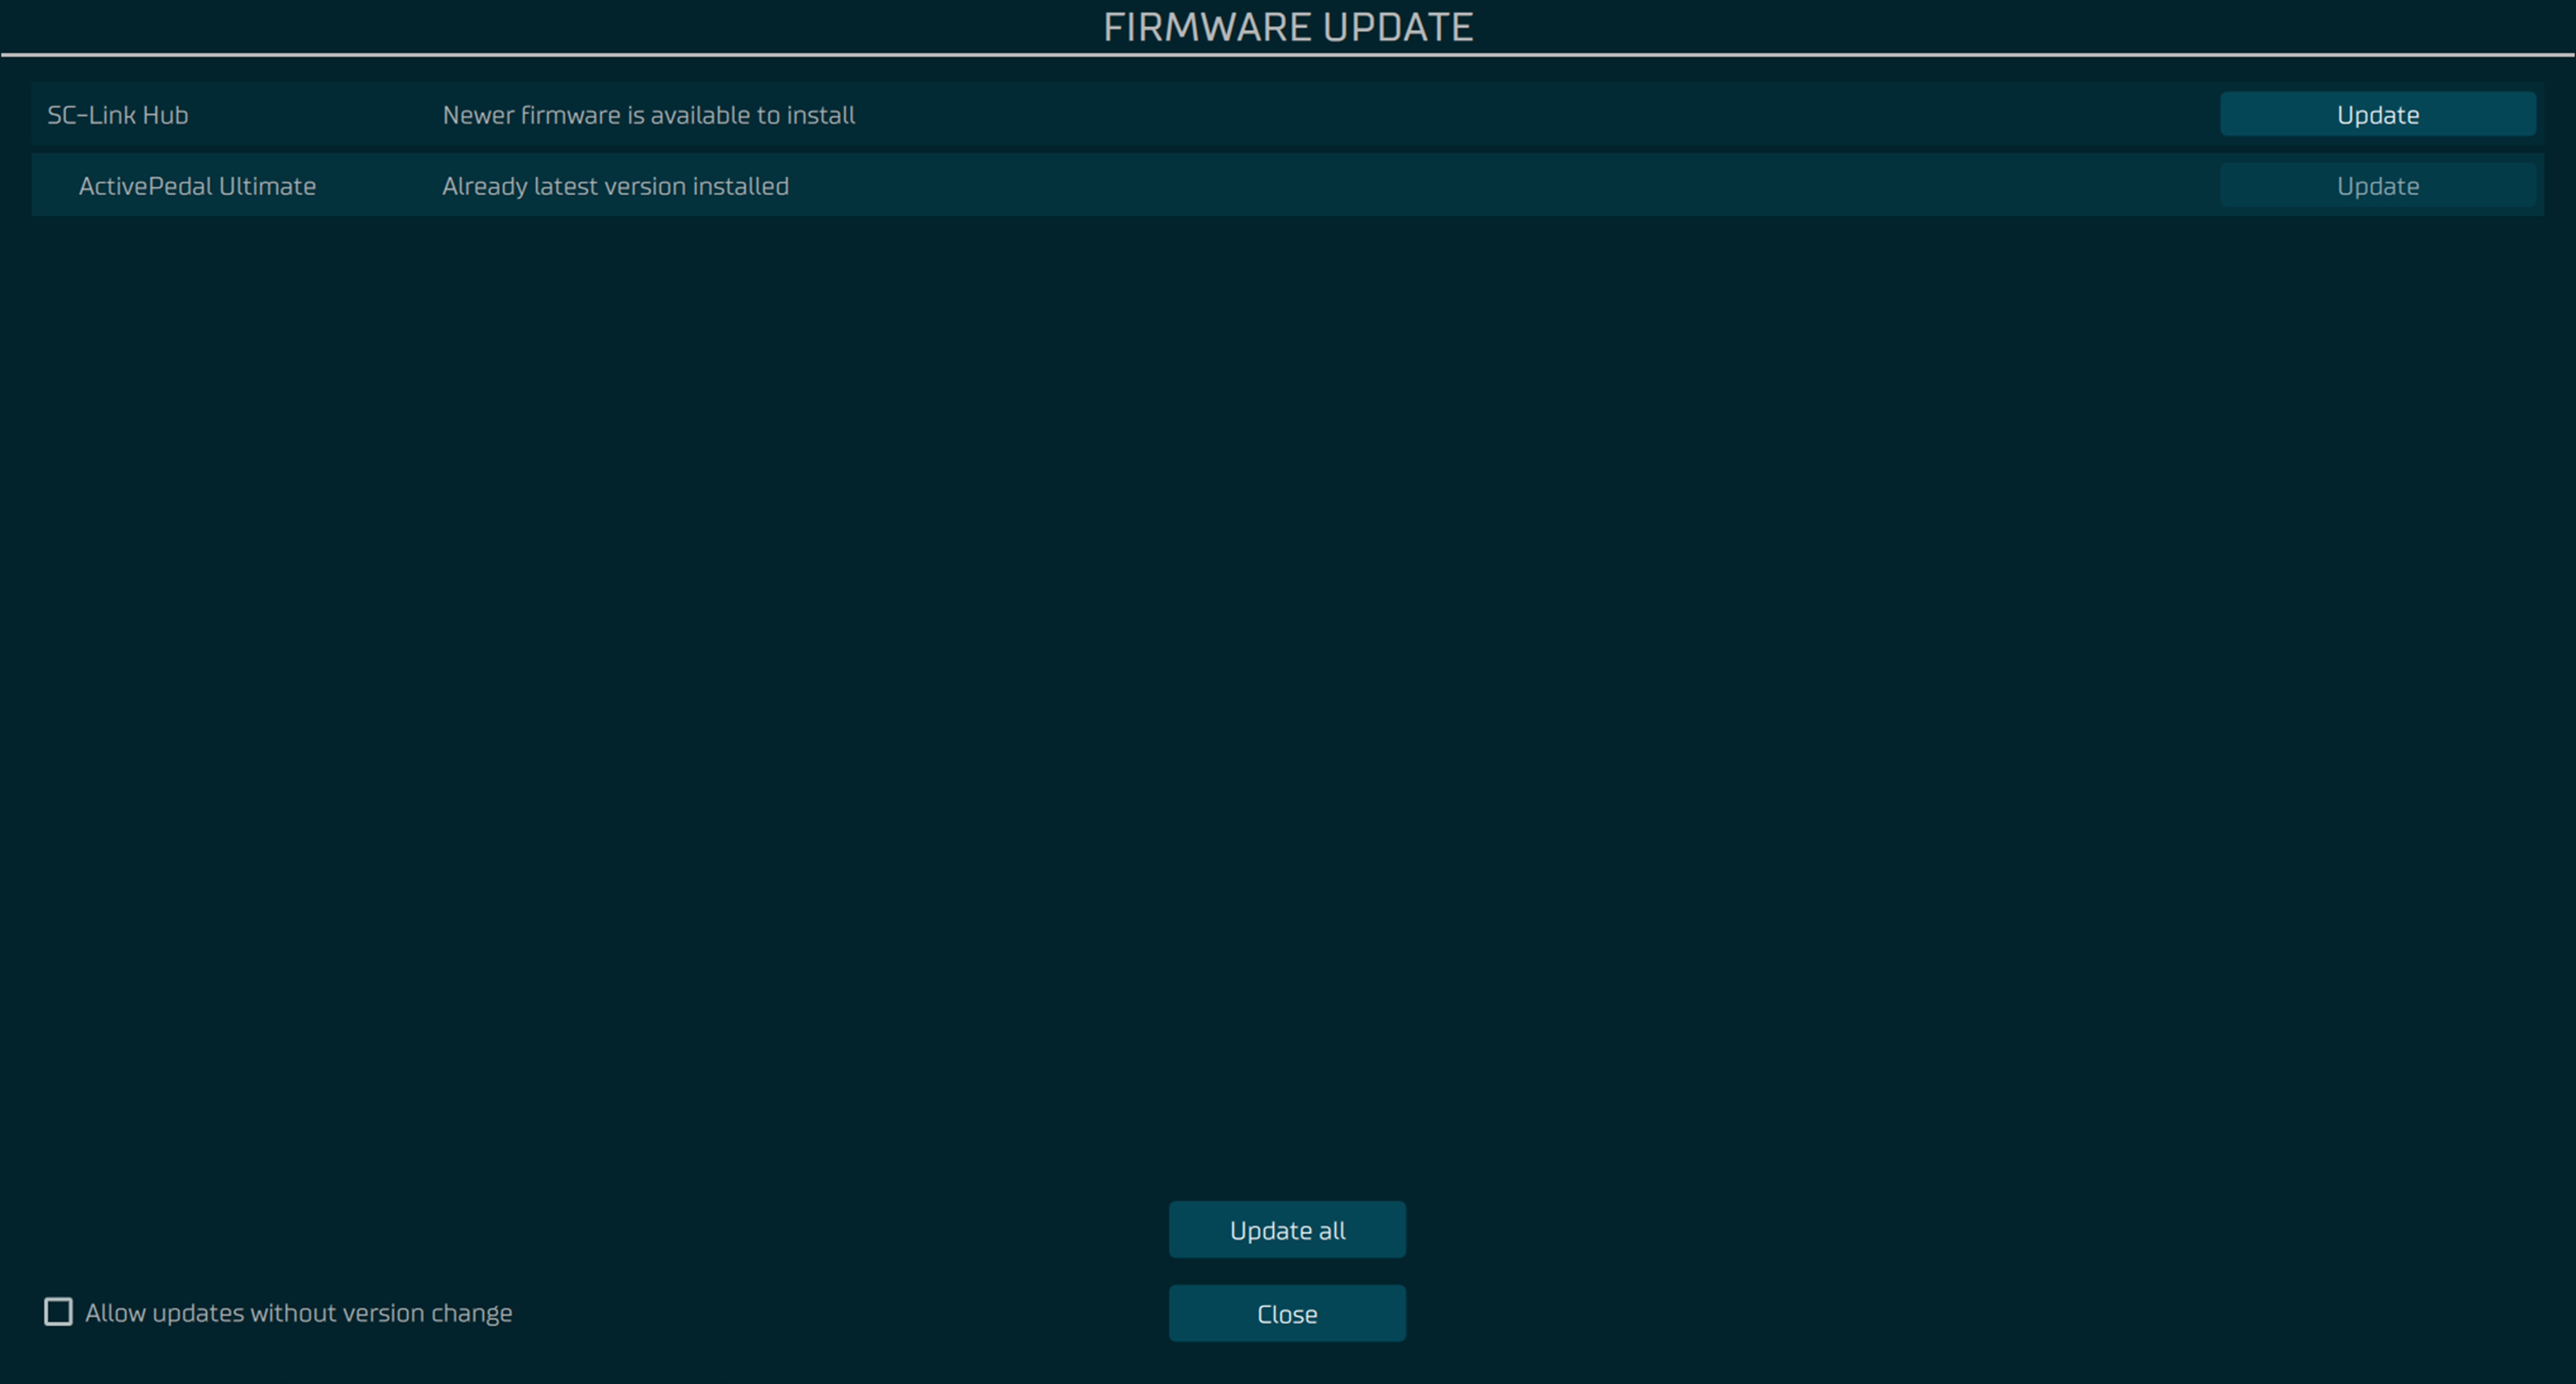 FIRMWARE UPDATE
SC-Link Hub Newer firmware is available to install Update
ActivePedal Ultimate Already latest version installed Update
Update all
Allow updates without version change Close